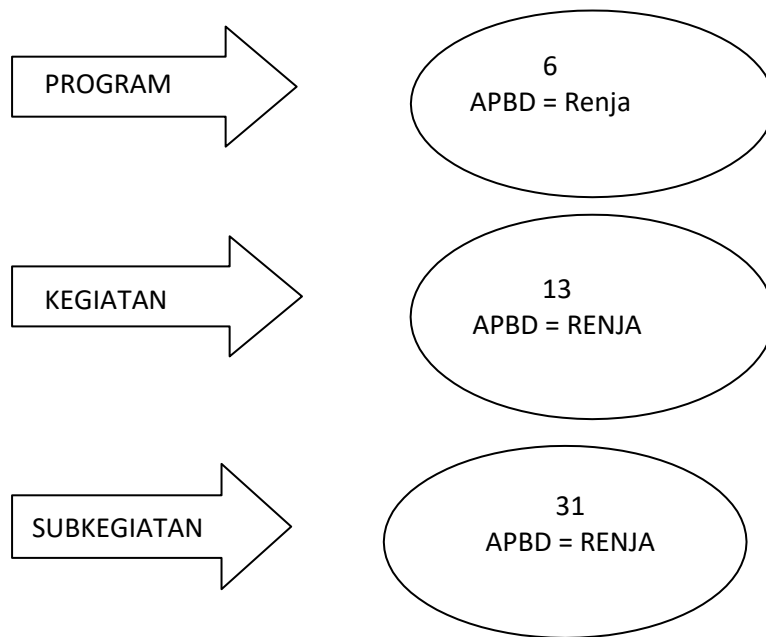 PROGRAM
6
APBD = Renja
KEGIATAN
13
APBD = RENJA
SUBKEGIATAN
31
APBD = RENJA